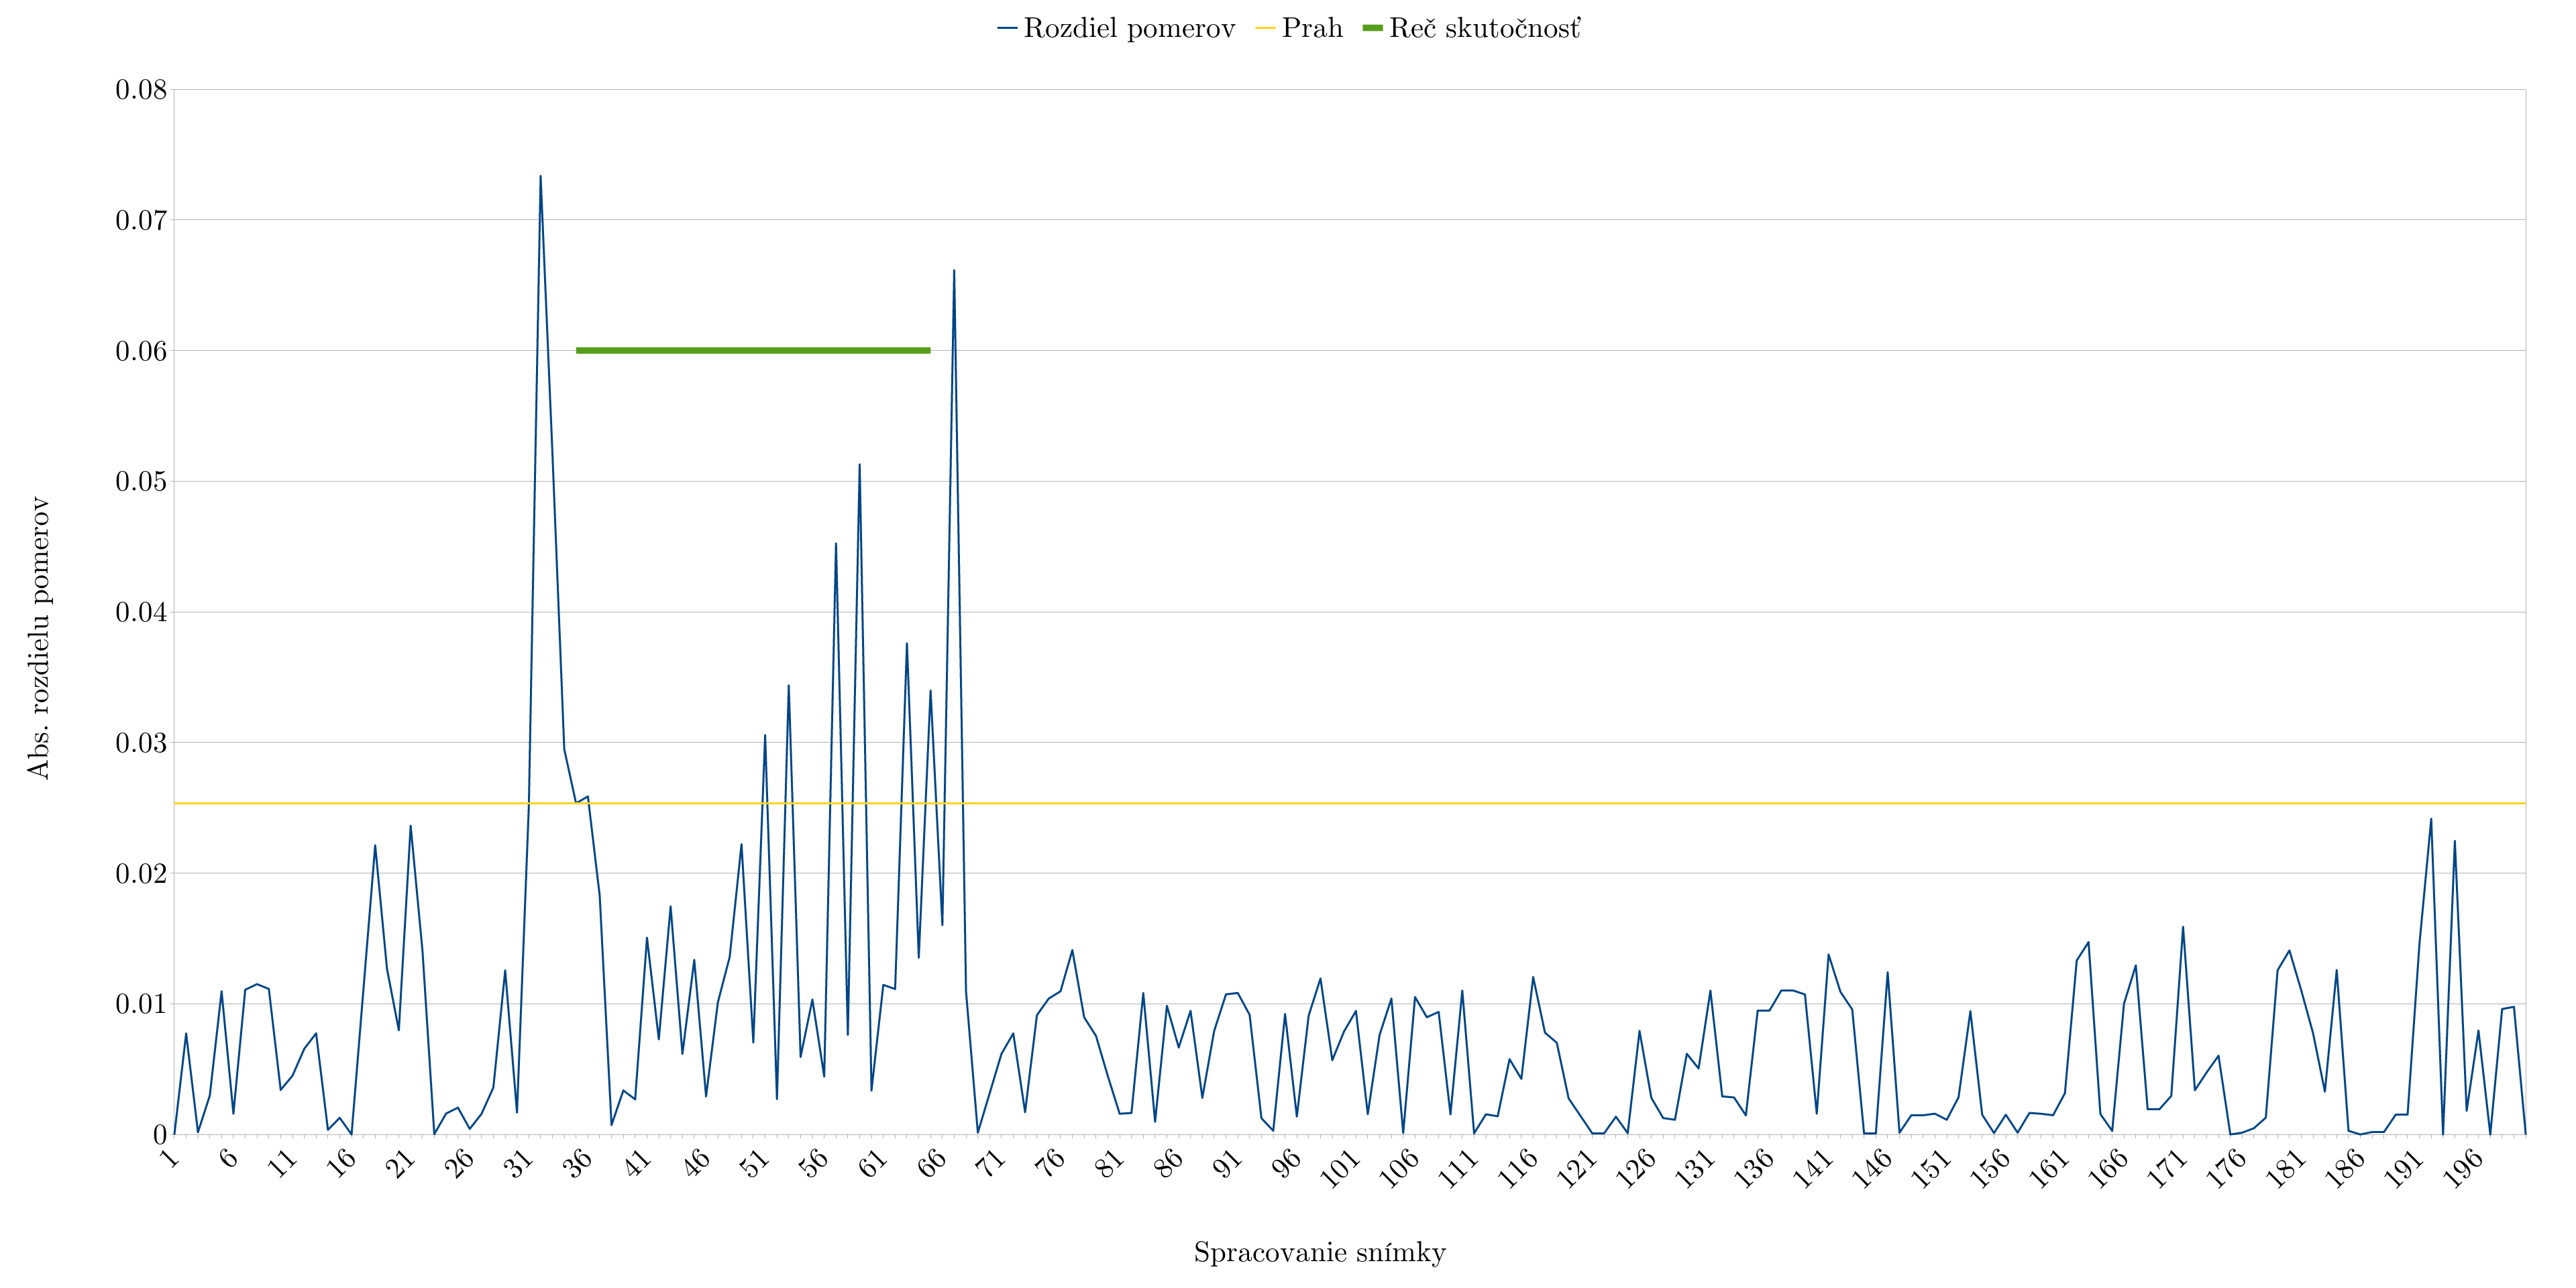 Rozdiel pomerov Prah Reč skutočnosť
0.08
0.07
0.06
0.05
0.04
0.03
0.02
0.01
0
Abs. rozdielu pomerov
1 6 11 16 21 26 31 36 41 46 51 56 61 66 71 76 81 86 91 96 101 106 111 116 121 126 131 136 141 146 151 156 161 166 171 176 181 186 191 196
Spracovanie snímky